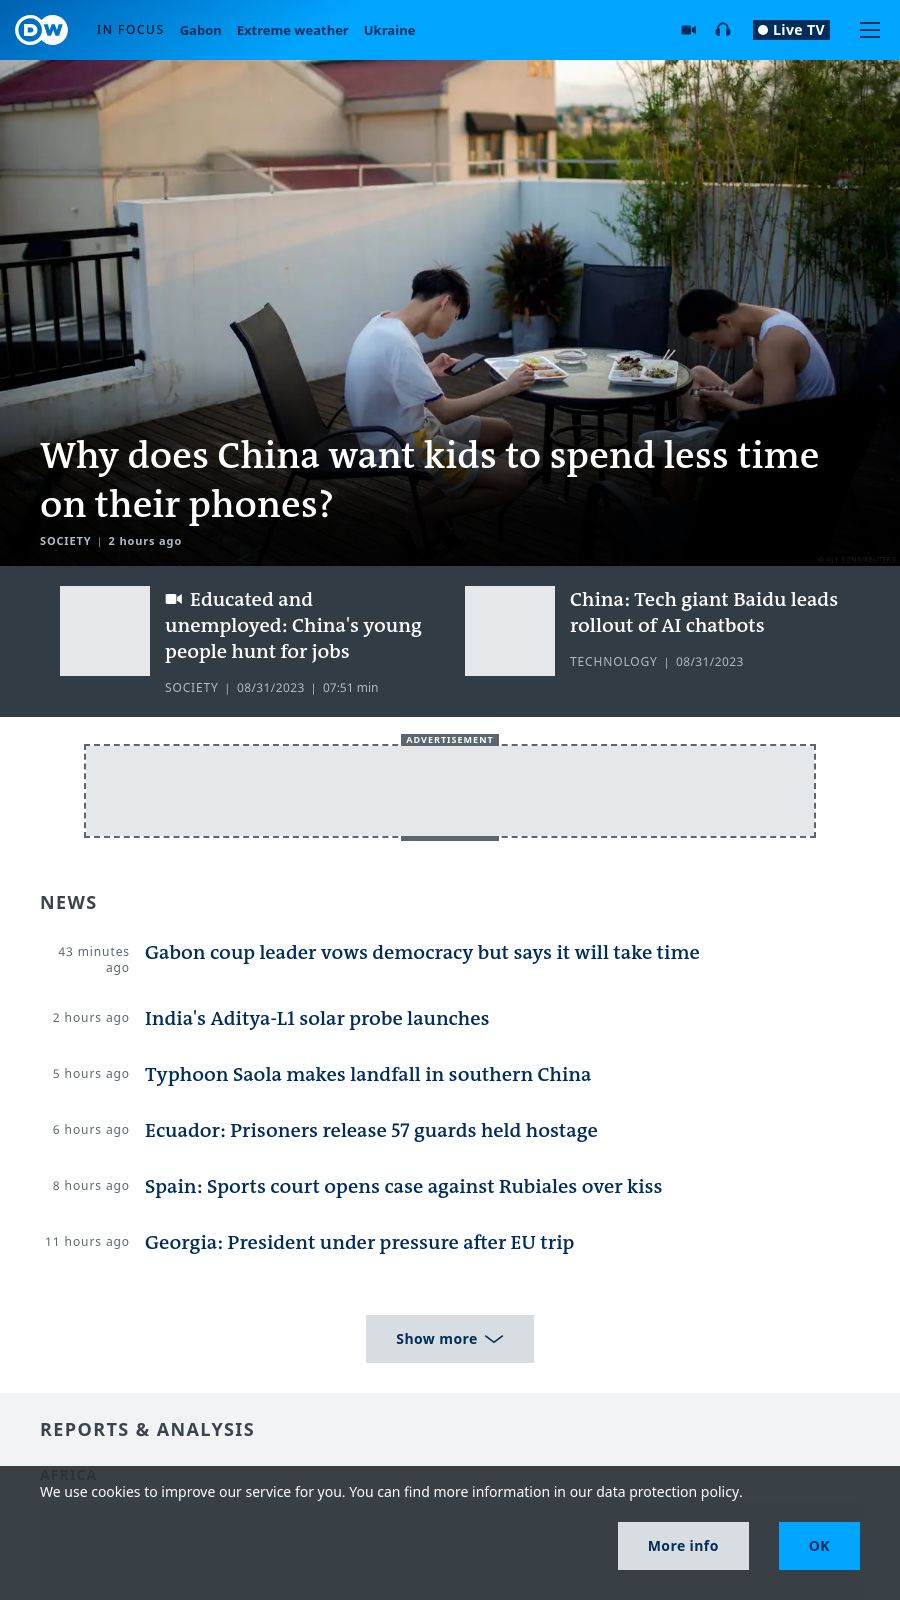 DW
IN FOCUS
Gabon
Extreme weather
Ukraine
Live TV
Why does China want kids to spend less time
on their phones?
SOCIETY | 2 hours ago
© ALY SONG/REUTERS
Educated and
unemployed: China's young
people hunt for jobs
SOCIETY | 08/31/2023 | 07:51 min
China: Tech giant Baidu leads
rollout of AI chatbots
TECHNOLOGY | 08/31/2023
ADVERTISEMENT
NEWS
43 minutes
ago
Gabon coup leader vows democracy but says it will take time
2 hours ago
India's Aditya-L1 solar probe launches
5 hours ago
Typhoon Saola makes landfall in southern China
6 hours ago
Ecuador: Prisoners release 57 guards held hostage
8 hours ago
Spain: Sports court opens case against Rubiales over kiss
11 hours ago
Georgia: President under pressure after EU trip
Show more
REPORTS & ANALYSIS
AFRICA
We use cookies to improve our service for you. You can find more information in our data protection policy.
More info
OK